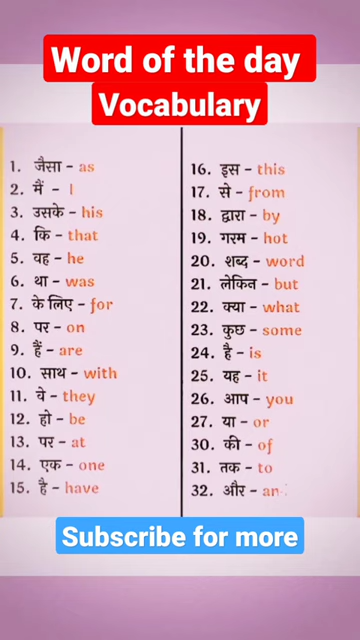 Word of the day
Vocabulary
1. जैसा - as
2. मैं - I
3. उसके - his
4. कि - that
5. वह - he
6. था - was
7. के लिए - for
8. पर - on
9. हैं - are
10. साथ - with
11. वे - they
12. हो - be
13. पर - at
14. एक - one
15. है - have
16. इस - this
17. से - from
18. द्वारा - by
19. गरम - hot
20. शब्द - word
21. लेकिन - but
22. क्या - what
23. कुछ - some
24. है - is
25. यह - it
26. आप - you
27. या - or
30. की - of
31. तक - to
32. और -
Subscribe for more